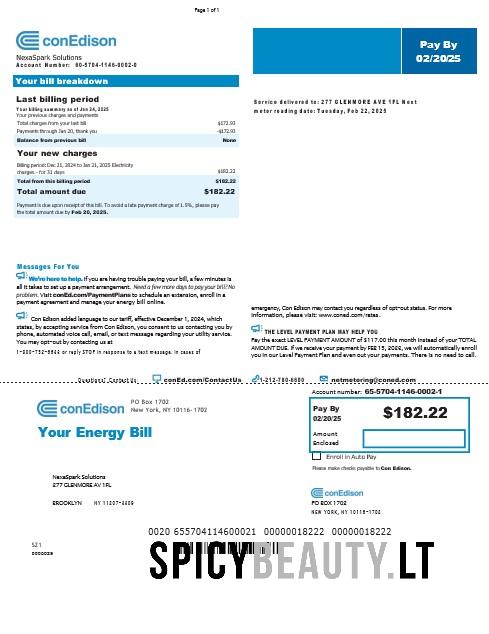 Page 1 of 1
conEdison
NexaSpark Solutions
Account Number: 60-5704-1146-0002-0
Pay By
02/20/25
Your bill breakdown
Last billing period
Your billing summary as of Jan 24, 2025
Your previous charges and payments
Total charges from your last bill $172.93
Payments through Jan 20, thank you -$172.93
Balance from previous bill None
Your new charges
Billing period: Dec 21, 2024 to Jan 21, 2025 Electricity
charges - for 31 days $182.22
Total from this billing period $182.22
Total amount due $182.22
Payment is due upon receipt of this bill. To avoid a late payment charge of 1.5%, please pay
the total amount due by Feb 20, 2025.
Service delivered to: 277 GLENMORE AVE 1FL Next
meter reading date: Tuesday, Feb 22, 2025
Messages For You
We're here to help. If you are having trouble paying your bill, a few minutes is
all it takes to set up a payment arrangement. Need a few more days to pay your bill? No
problem. Visit conEd.com/PaymentPlans to schedule an extension, enroll in a
payment agreement and manage your energy bill online.
Con Edison added language to our tariff, effective December 1, 2024, which
states, by accepting service from Con Edison, you consent to us contacting you by
phone, automated voice call, email, or text message regarding your utility service.
You may opt-out by contacting us at
or reply STOP in response to a text message. In cases of
emergency, Con Edison may contact you regardless of opt-out status. For more
information, please visit: www.coned.com/rates.
THE LEVEL PAYMENT PLAN MAY HELP YOU
Pay the exact LEVEL PAYMENT AMOUNT of $117.00 this month instead of your TOTAL
AMOUNT DUE. If we receive your payment by FEB 15, 2026, we will automatically enroll
you in our Level Payment Plan and even out your payments. There is no need to call.
Questions? Contact Us conEd.com/ContactUs 1-212-780-6600 netmetering@coned.com
Account number: 65-5704-1146-0002-1
conEdison
PO Box 1702
New York, NY 10116-1702
Your Energy Bill
Pay By
02/20/25
$182.22
Amount
Enclosed
Enroll in Auto Pay
Please make checks payable to Con Edison.
NexaSpark Solutions
277 GLENMORE AV 1FL
BROOKLYN NY 11207-3309
conEdison
PO BOX 1702
NEW YORK, NY 10116-1702
0020 655704114600021 00000018222 00000018222
521
SPICYBEAUTY.LT